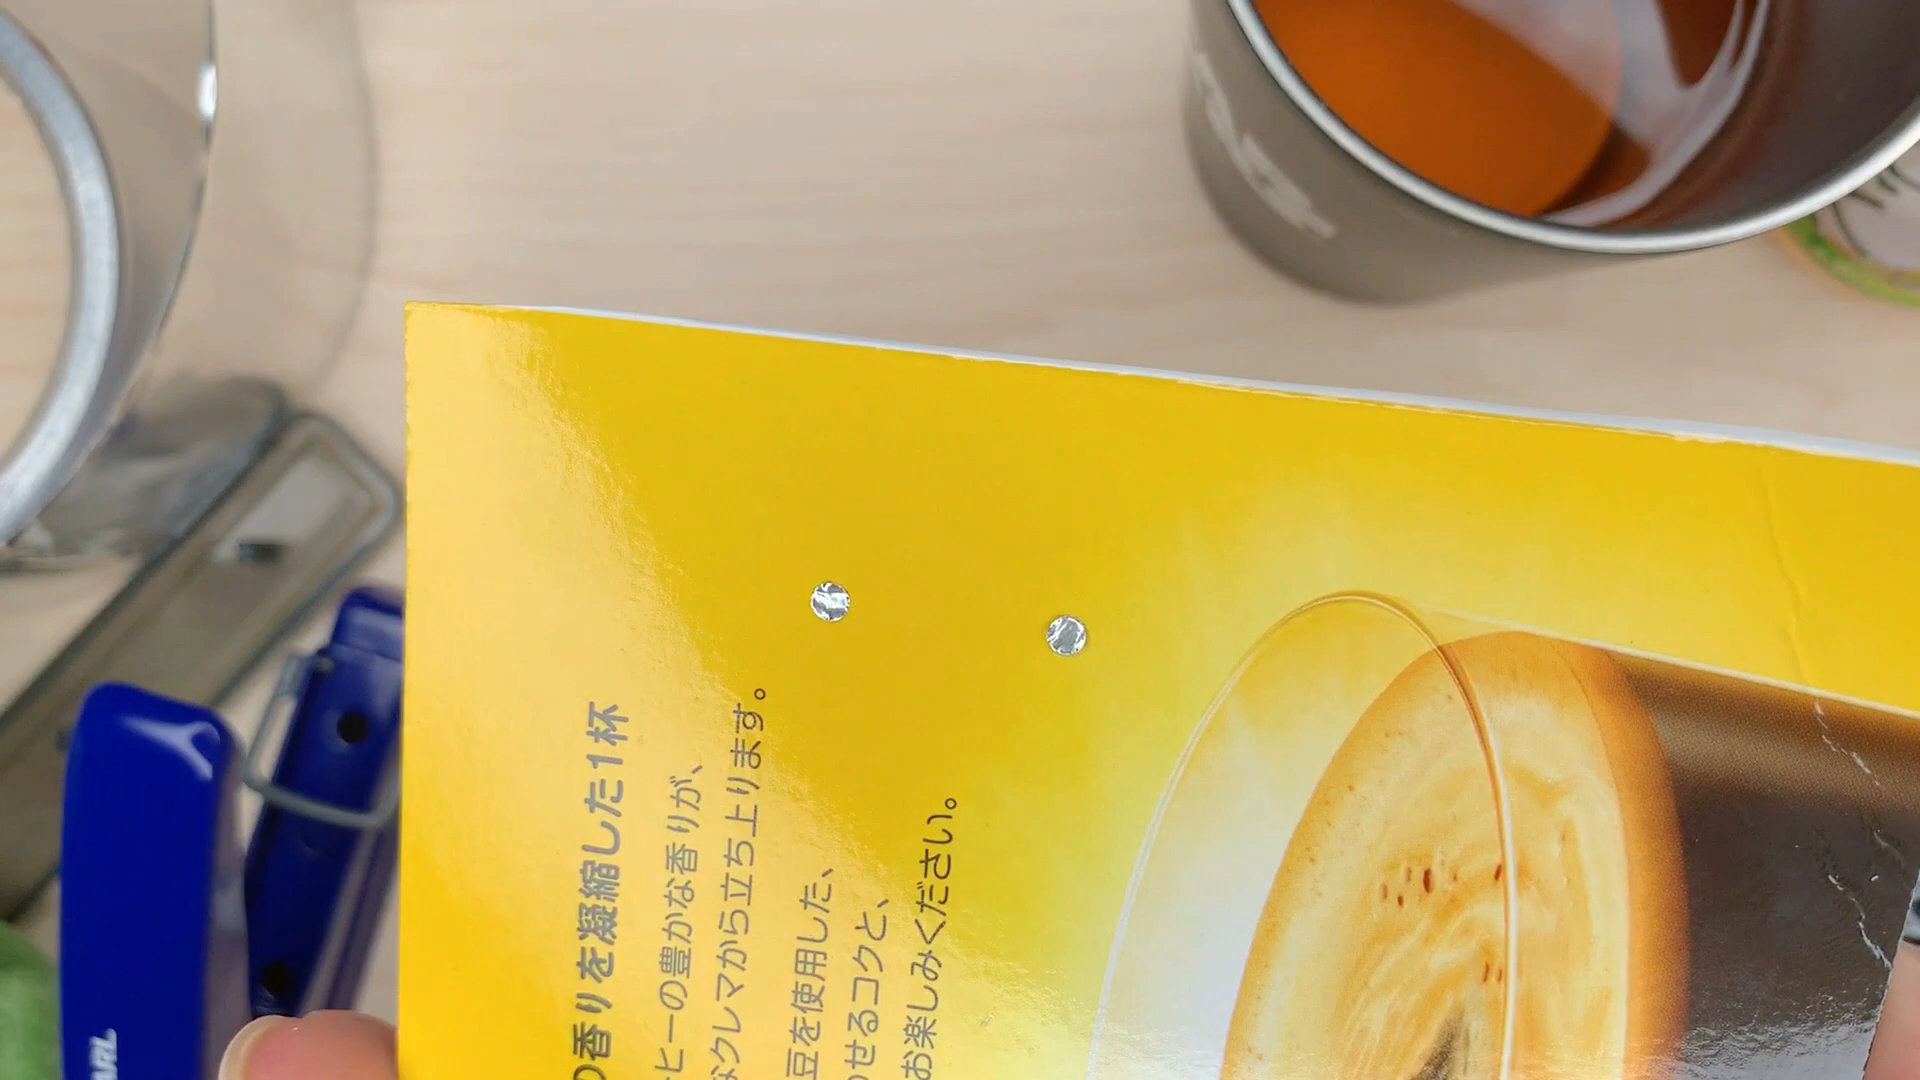 の香りを凝縮した1杯
ーヒーの豊かな香りが、
なクレマから立ち上ります。
豆を使用した、
わせるコクと、
お楽しみください。